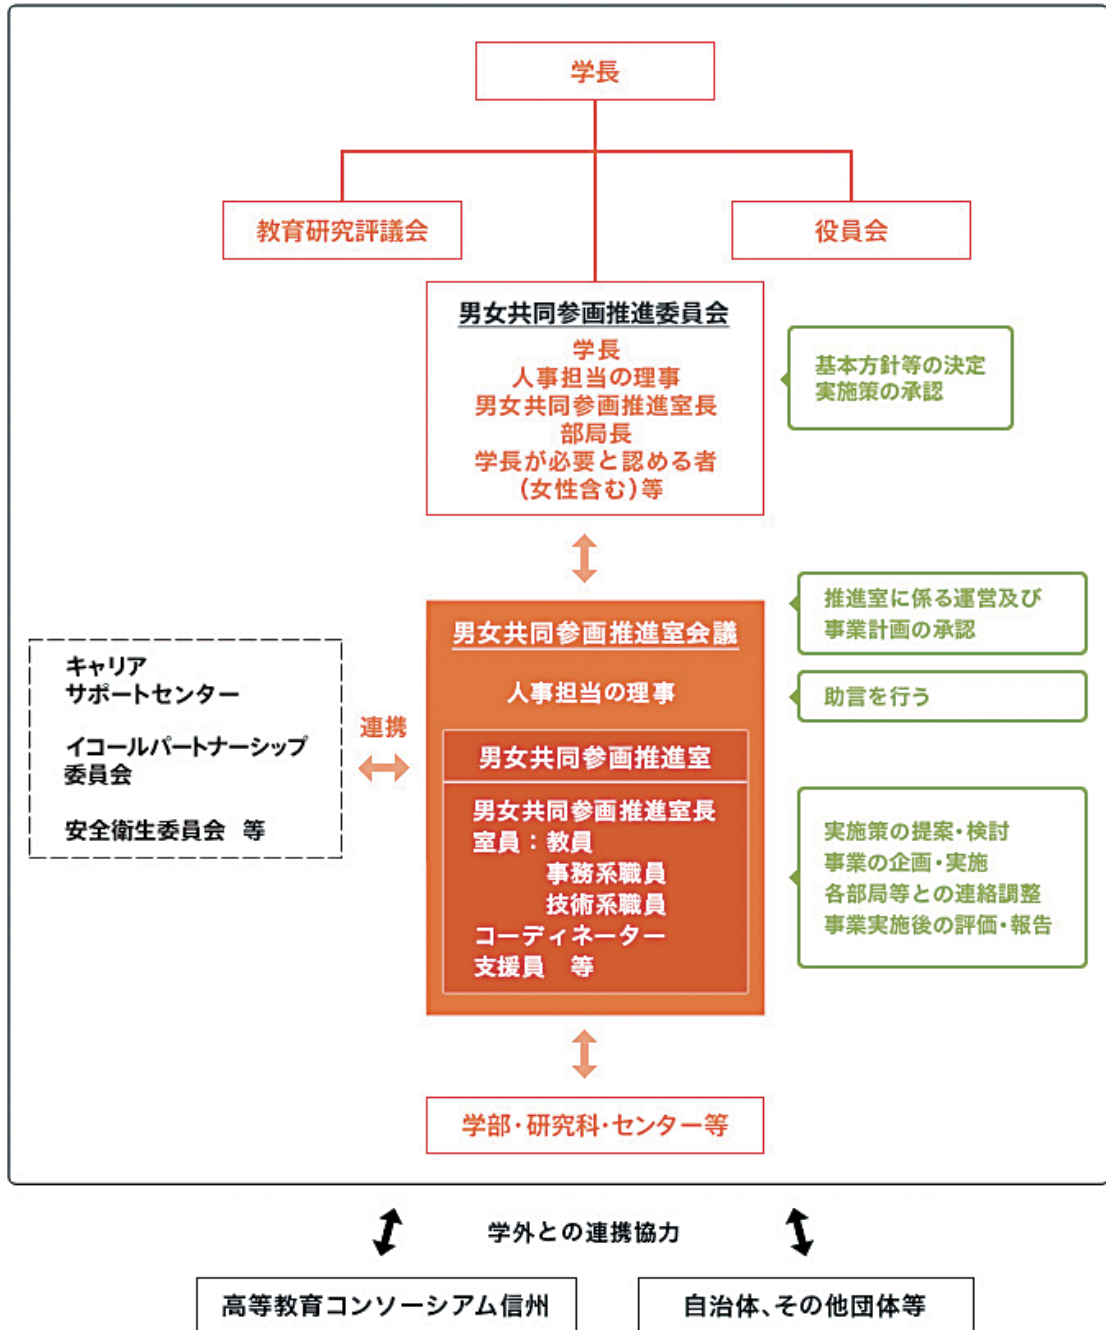 学長
教育研究評議会
役員会
男女共同参画推進委員会
学長
人事担当の理事
男女共同参画推進室長
部局長
学長が必要と認める者
(女性含む)等
基本方針等の決定
実施策の承認
男女共同参画推進室会議
人事担当の理事
推進室に係る運営及び
事業計画の承認
助言を行う
キャリア
サポートセンター
イコールパートナーシップ
委員会
安全衛生委員会 等
連携
男女共同参画推進室
男女共同参画推進室長
室員:教員
事務系職員
技術系職員
コーディネーター
支援員 等
実施策の提案・検討
事業の企画・実施
各部局等との連絡調整
事業実施後の評価・報告
学部・研究科・センター等
学外との連携協力
高等教育コンソーシアム信州
自治体、その他団体等